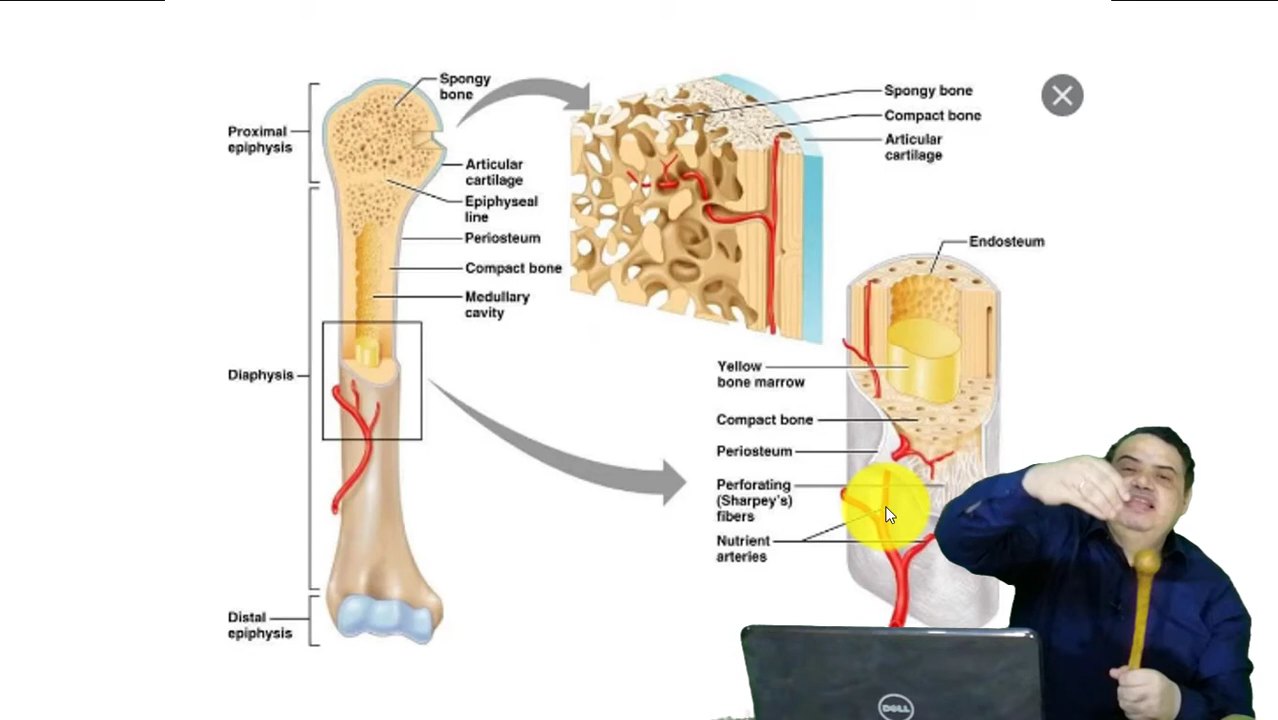 Spongy
bone
Proximal
epiphysis
Articular
cartilage
Epiphyseal
line
Periosteum
Compact bone
Medullary
cavity
Diaphysis
Distal
epiphysis
Spongy bone
Compact bone
Articular
cartilage
Endosteum
Yellow
bone marrow
Compact bone
Periosteum
Perforating
(Sharpey's)
fibers
Nutrient
arteries
DELL